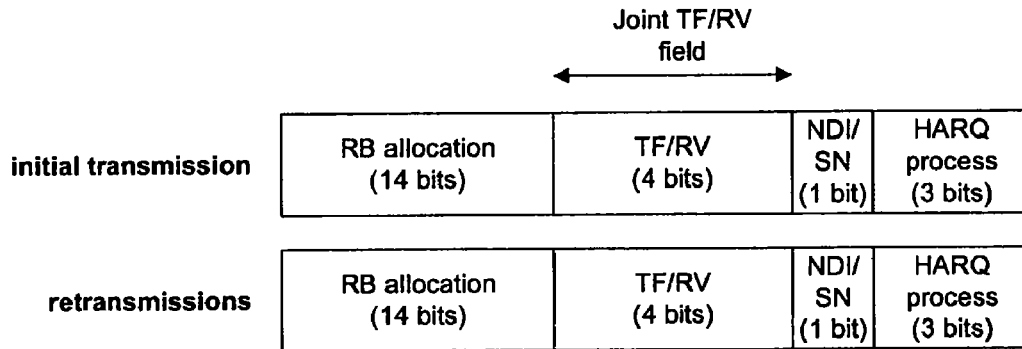 Joint TF/RV
field
initial transmission
RB allocation
(14 bits)
TF/RV
(4 bits)
NDI/
SN
(1 bit)
HARQ
process
(3 bits)
retransmissions
RB allocation
(14 bits)
TF/RV
(4 bits)
NDI/
SN
(1 bit)
HARQ
process
(3 bits)